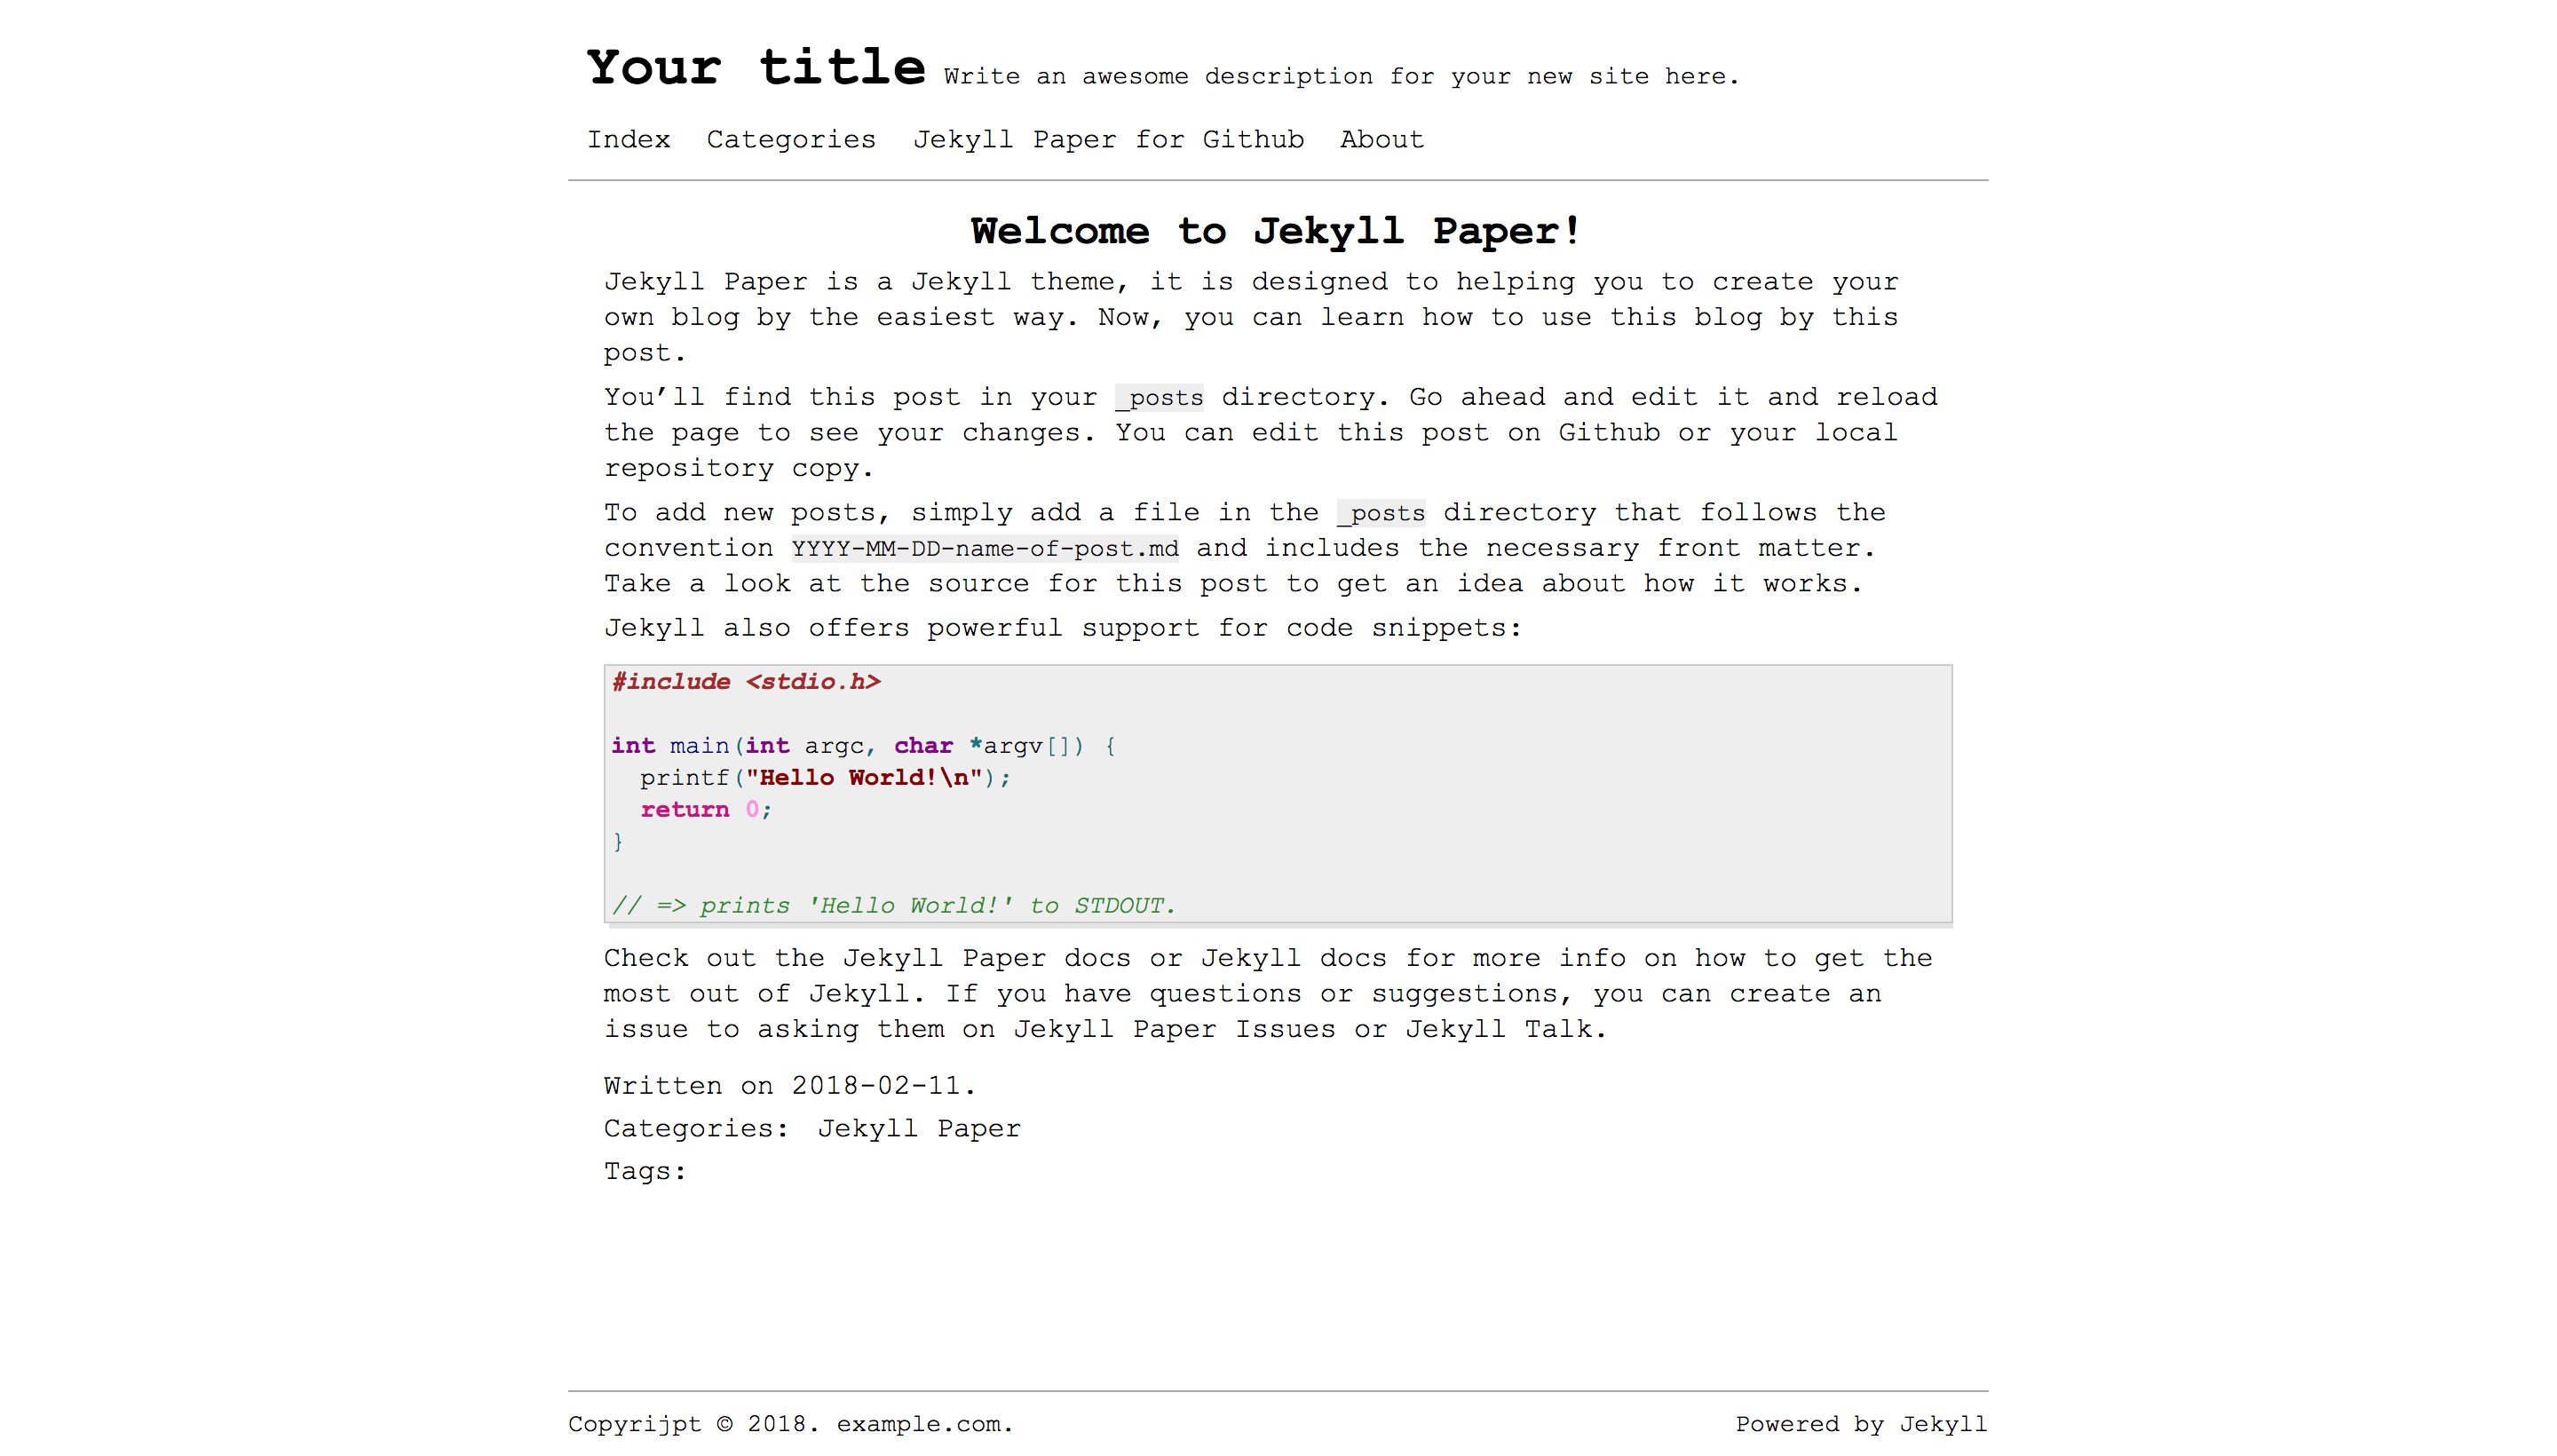 Your title Write an awesome description for your new site here.
Index Categories Jekyll Paper for Github About
Welcome to Jekyll Paper!
Jekyll Paper is a Jekyll theme, it is designed to helping you to create your
own blog by the easiest way. Now, you can learn how to use this blog by this
post.
You’ll find this post in your _posts directory. Go ahead and edit it and reload
the page to see your changes. You can edit this post on Github or your local
repository copy.
To add new posts, simply add a file in the _posts directory that follows the
convention YYYY-MM-DD-name-of-post.md and includes the necessary front matter.
Take a look at the source for this post to get an idea about how it works.
Jekyll also offers powerful support for code snippets:
#include <stdio.h>
int main(int argc, char *argv[]) {
  printf("Hello World!\n");
  return 0;
}
// => prints 'Hello World!' to STDOUT.
Check out the Jekyll Paper docs or Jekyll docs for more info on how to get the
most out of Jekyll. If you have questions or suggestions, you can create an
issue to asking them on Jekyll Paper Issues or Jekyll Talk.
Written on 2018-02-11.
Categories: Jekyll Paper
Tags:
Copyrijpt © 2018. example.com. Powered by Jekyll